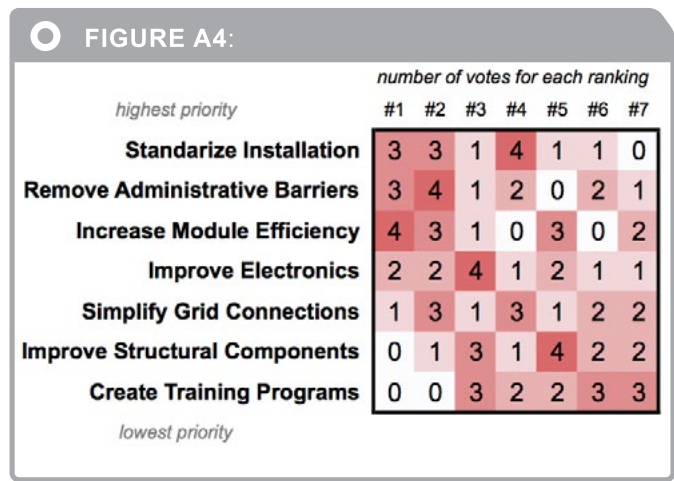 FIGURE A4:
number of votes for each ranking
highest priority #1 #2 #3 #4 #5 #6 #7
Standarize Installation 3 3 1 4 1 1 0
Remove Administrative Barriers 3 4 1 2 0 2 1
Increase Module Efficiency 4 3 1 0 3 0 2
Improve Electronics 2 2 4 1 2 1 1
Simplify Grid Connections 1 3 1 3 1 2 2
Improve Structural Components 0 1 3 1 4 2 2
Create Training Programs 0 0 3 2 2 3 3
lowest priority